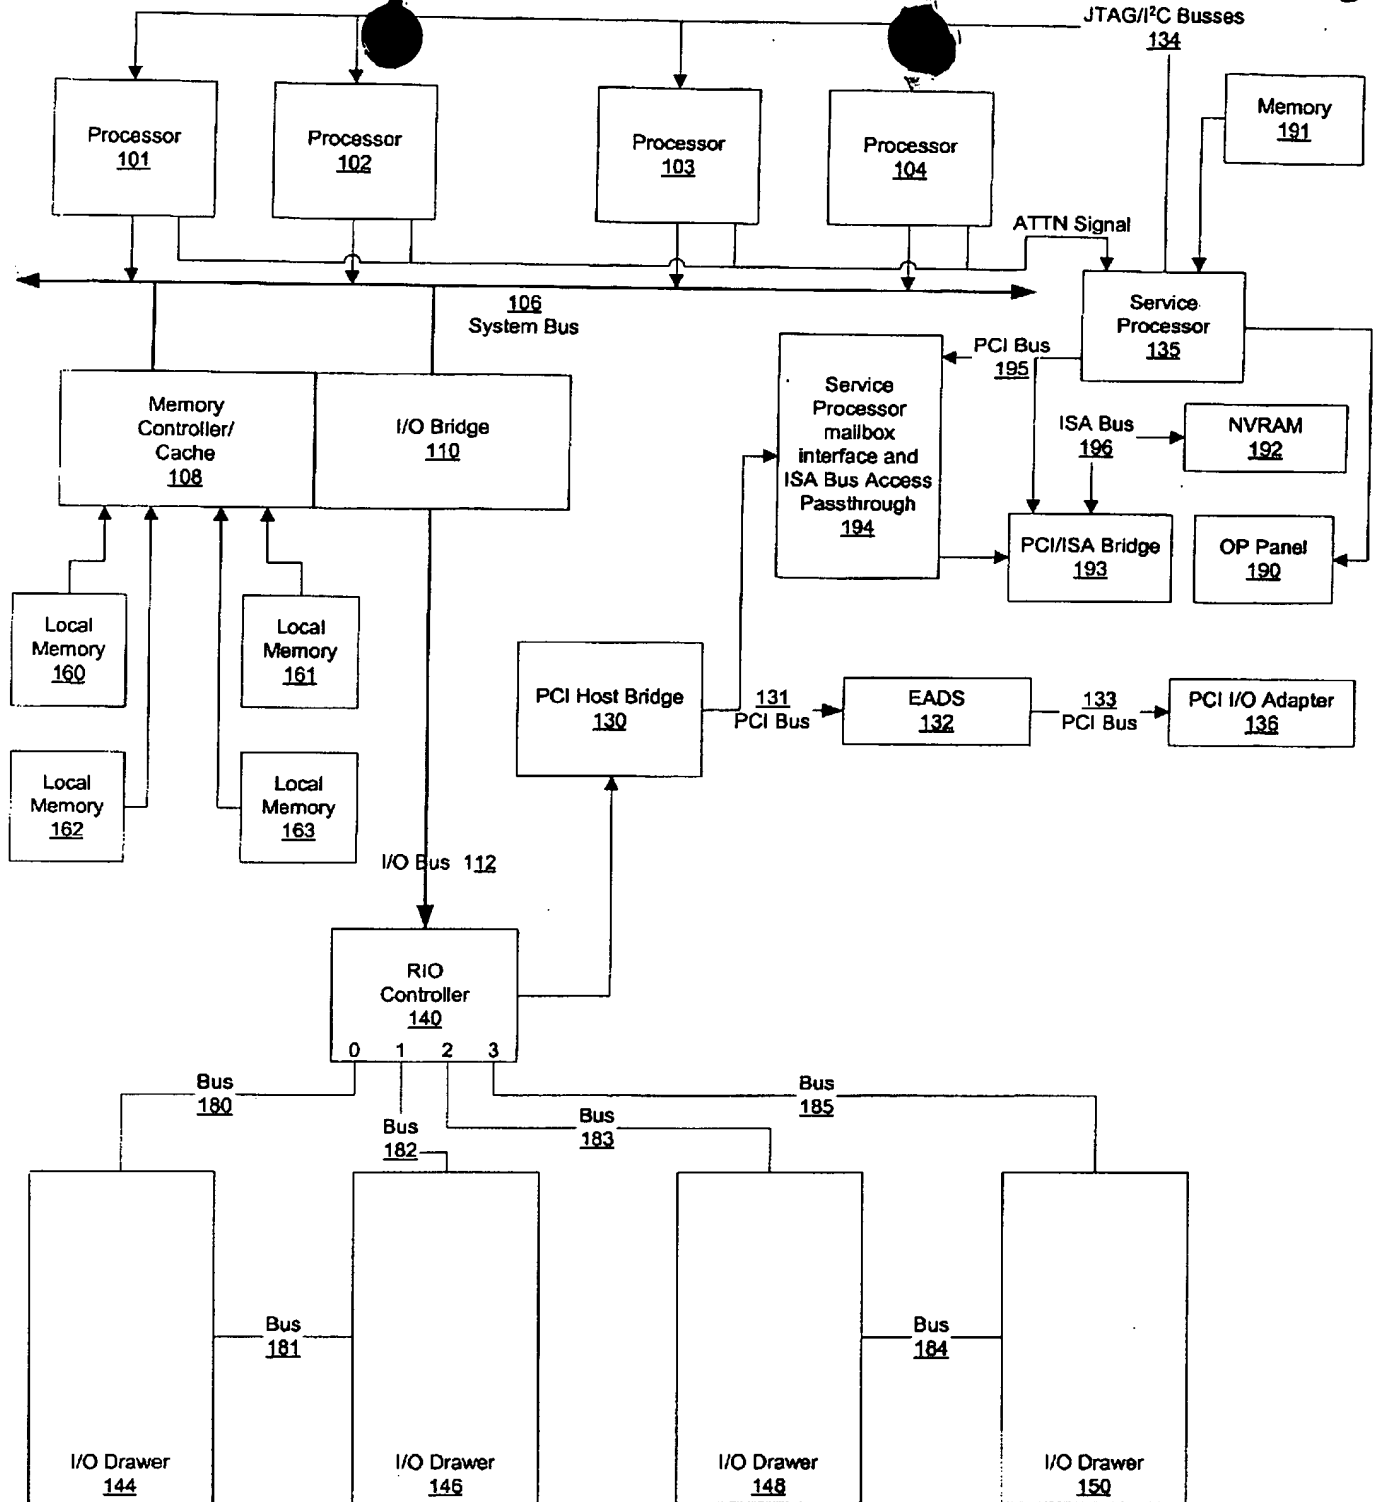 JTAG/I²C Busses
134
Processor
101
Processor
102
Processor
103
Processor
104
Memory
191
ATTN Signal
106
System Bus
Service
Processor
135
PCI Bus
195
Memory
Controller/
Cache
108
I/O Bridge
110
Service
Processor
mailbox
interface and
ISA Bus Access
Passthrough
194
ISA Bus
196
NVRAM
192
PCI/ISA Bridge
193
OP Panel
190
Local
Memory
160
Local
Memory
161
PCI Host Bridge
130
131
PCI Bus
EADS
132
133
PCI Bus
PCI I/O Adapter
136
Local
Memory
162
Local
Memory
163
I/O Bus 112
RIO
Controller
140
0 1 2 3
Bus
180
Bus
182
Bus
183
Bus
185
Bus
181
Bus
184
I/O Drawer
144
I/O Drawer
146
I/O Drawer
148
I/O Drawer
150